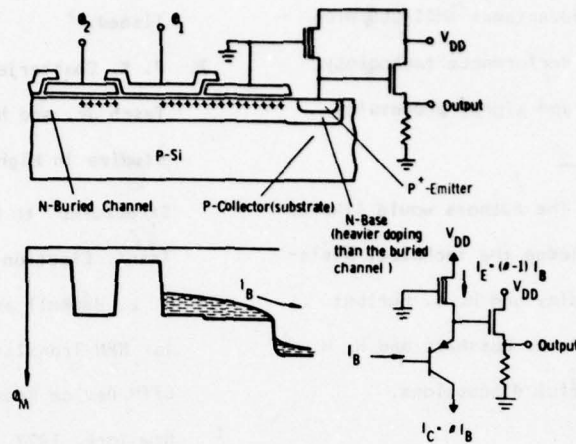 Φ2
Φ1
VDD
Output
P-Si
N-Buried Channel
P-Collector(substrate)
P+-Emitter
N-Base
(heavier doping
than the buried
channel)
IB
ΦM
VDD
IE-(β-1) IB
VDD
Output
IB
IC- β IB